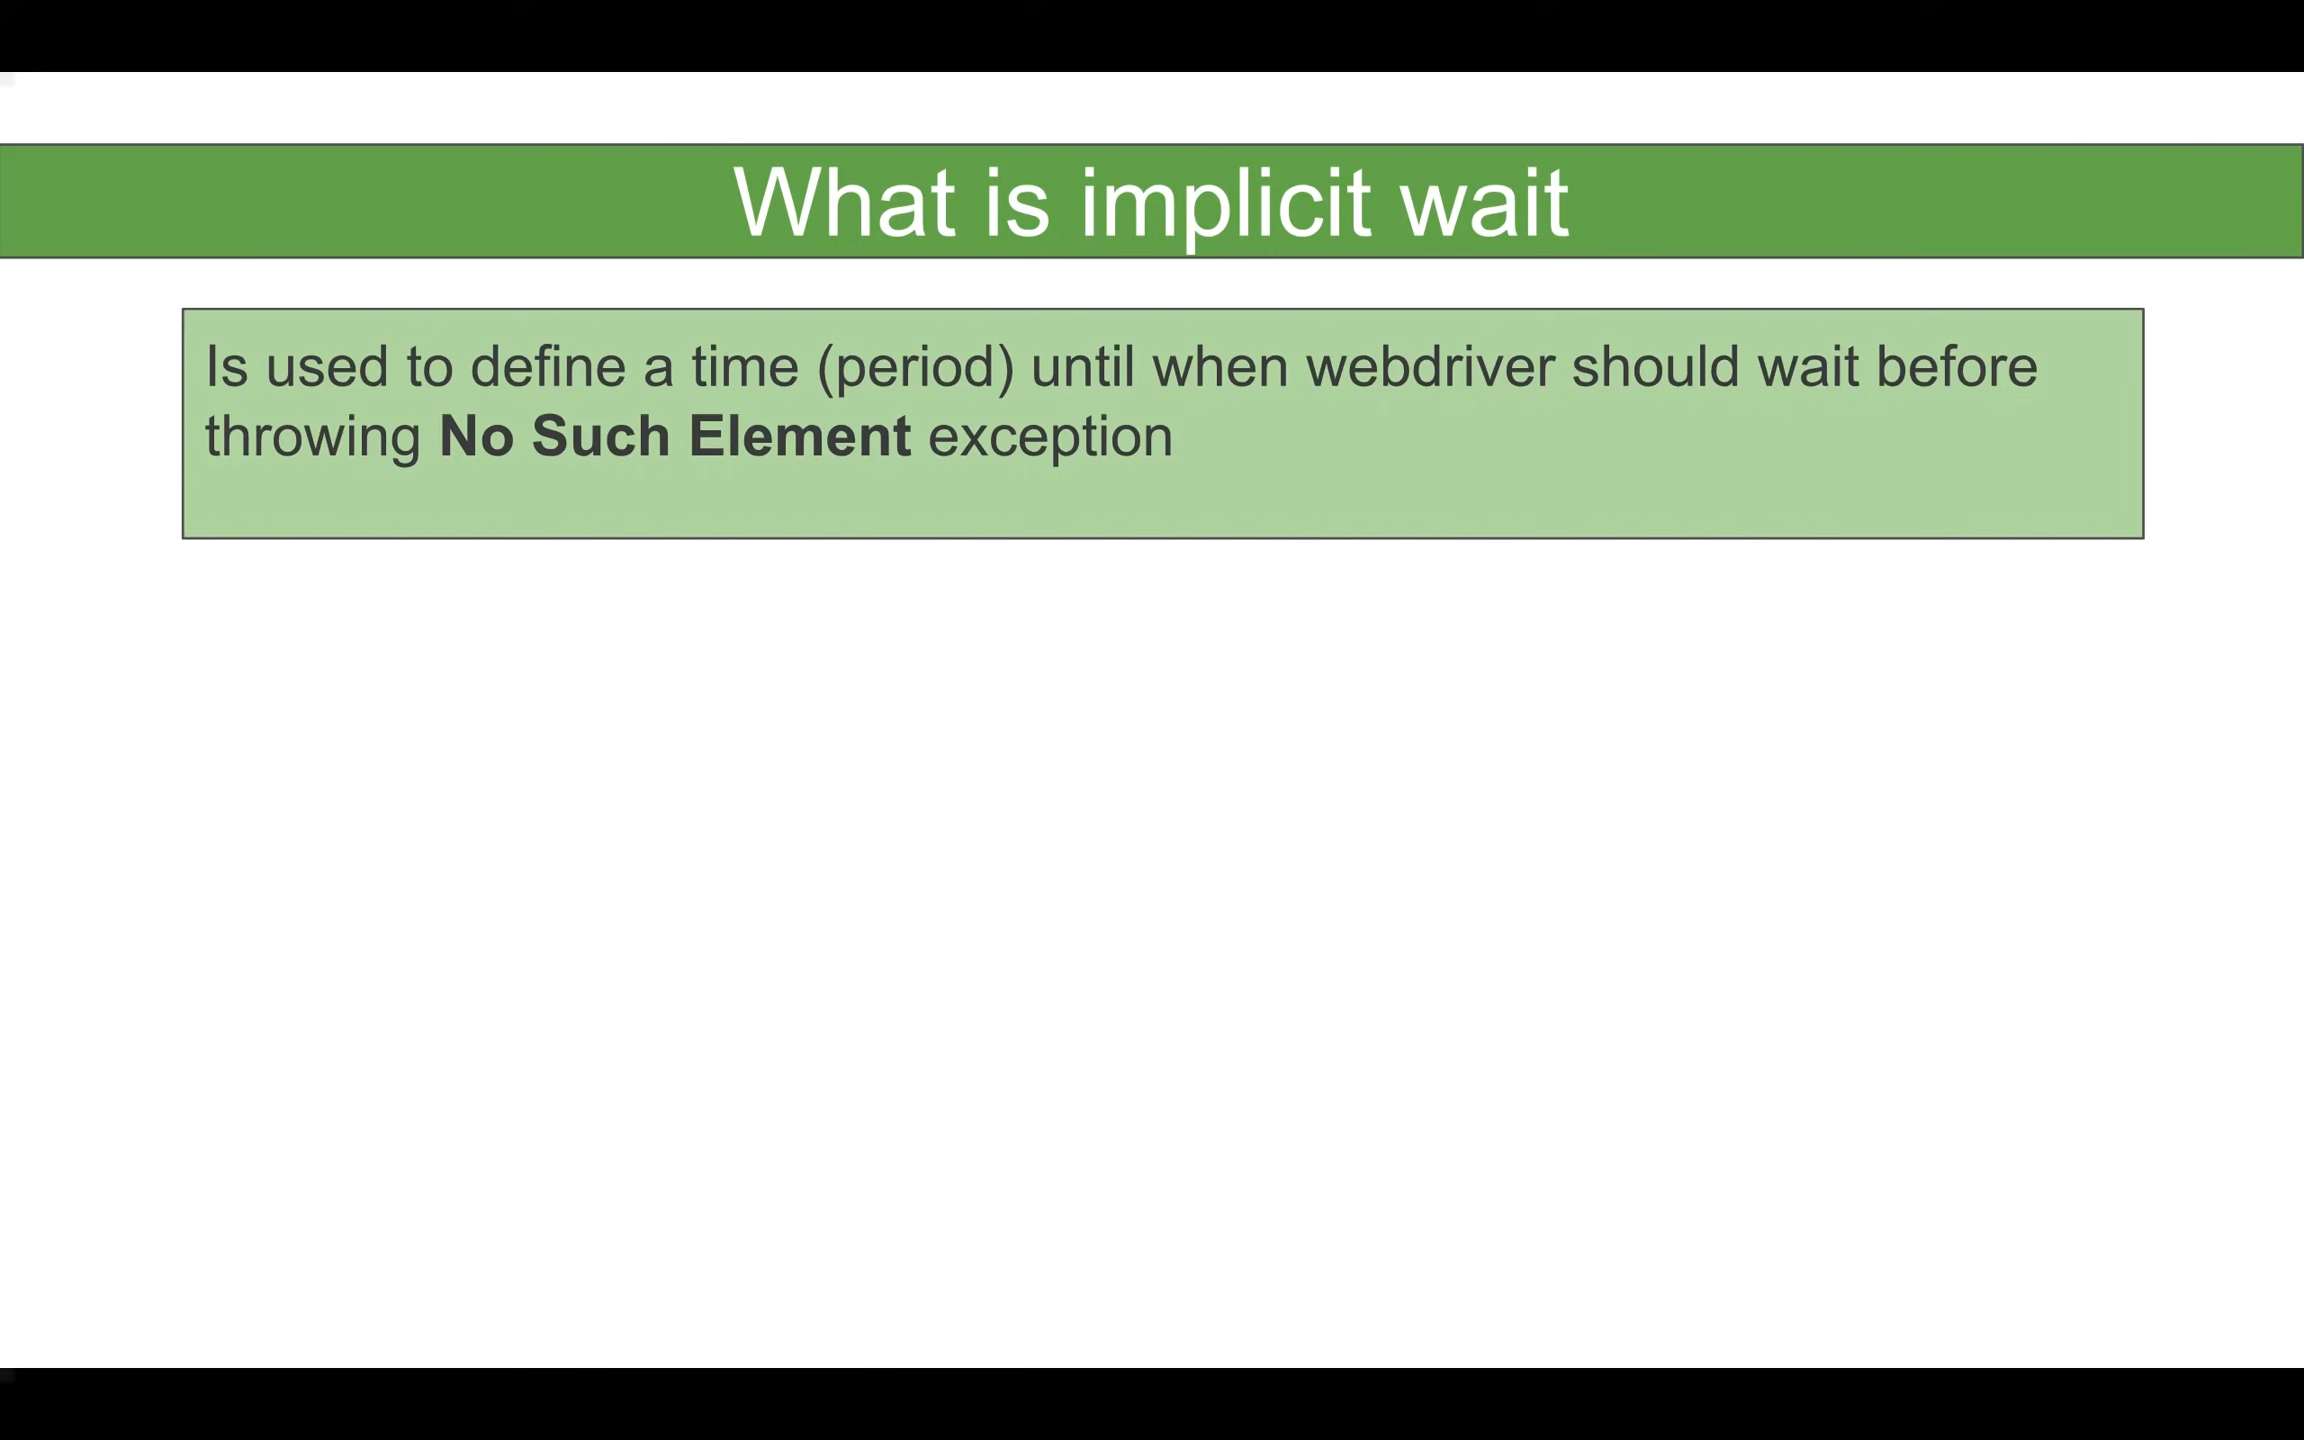 What is implicit wait
Is used to define a time (period) until when webdriver should wait before
throwing No Such Element exception